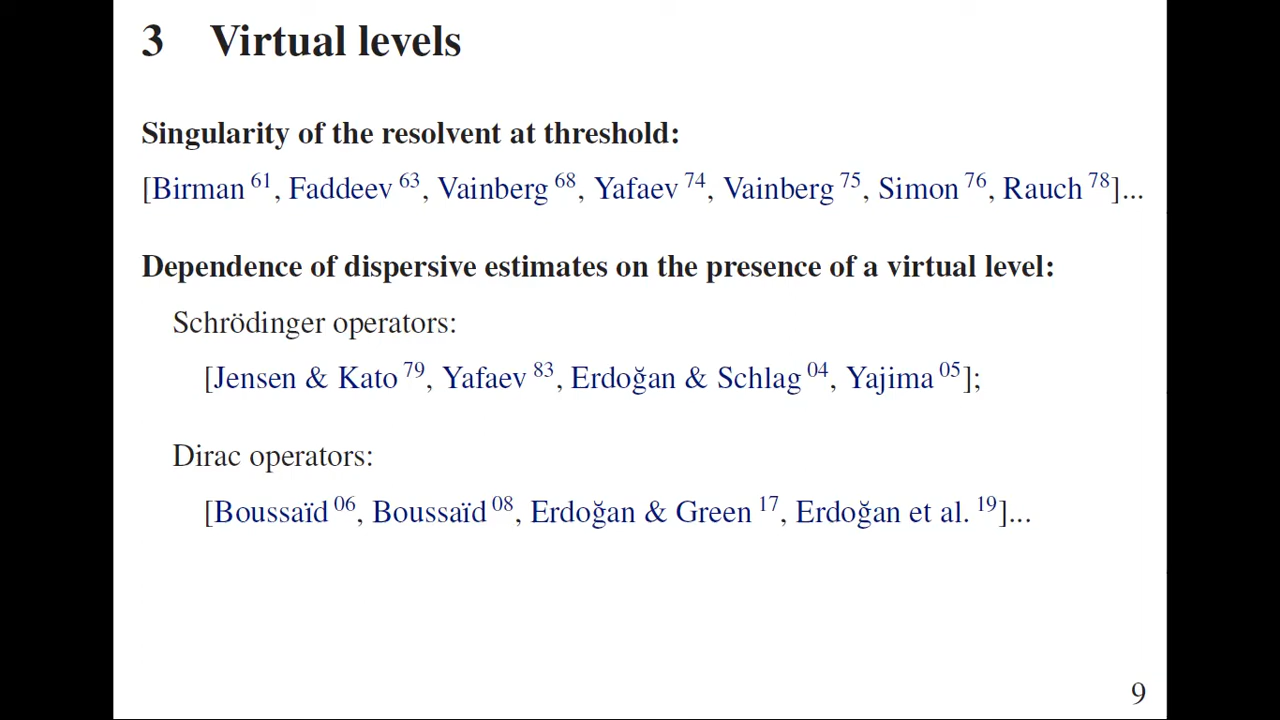 3 Virtual levels
Singularity of the resolvent at threshold:
[Birman 61, Faddeev 63, Vainberg 68, Yafaev 74, Vainberg 75, Simon 76, Rauch 78]...
Dependence of dispersive estimates on the presence of a virtual level:
Schrödinger operators:
[Jensen & Kato 79, Yafaev 83, Erdoğan & Schlag 04, Yajima 05];
Dirac operators:
[Boussaïd 06, Boussaïd 08, Erdoğan & Green 17, Erdoğan et al. 19]...
9